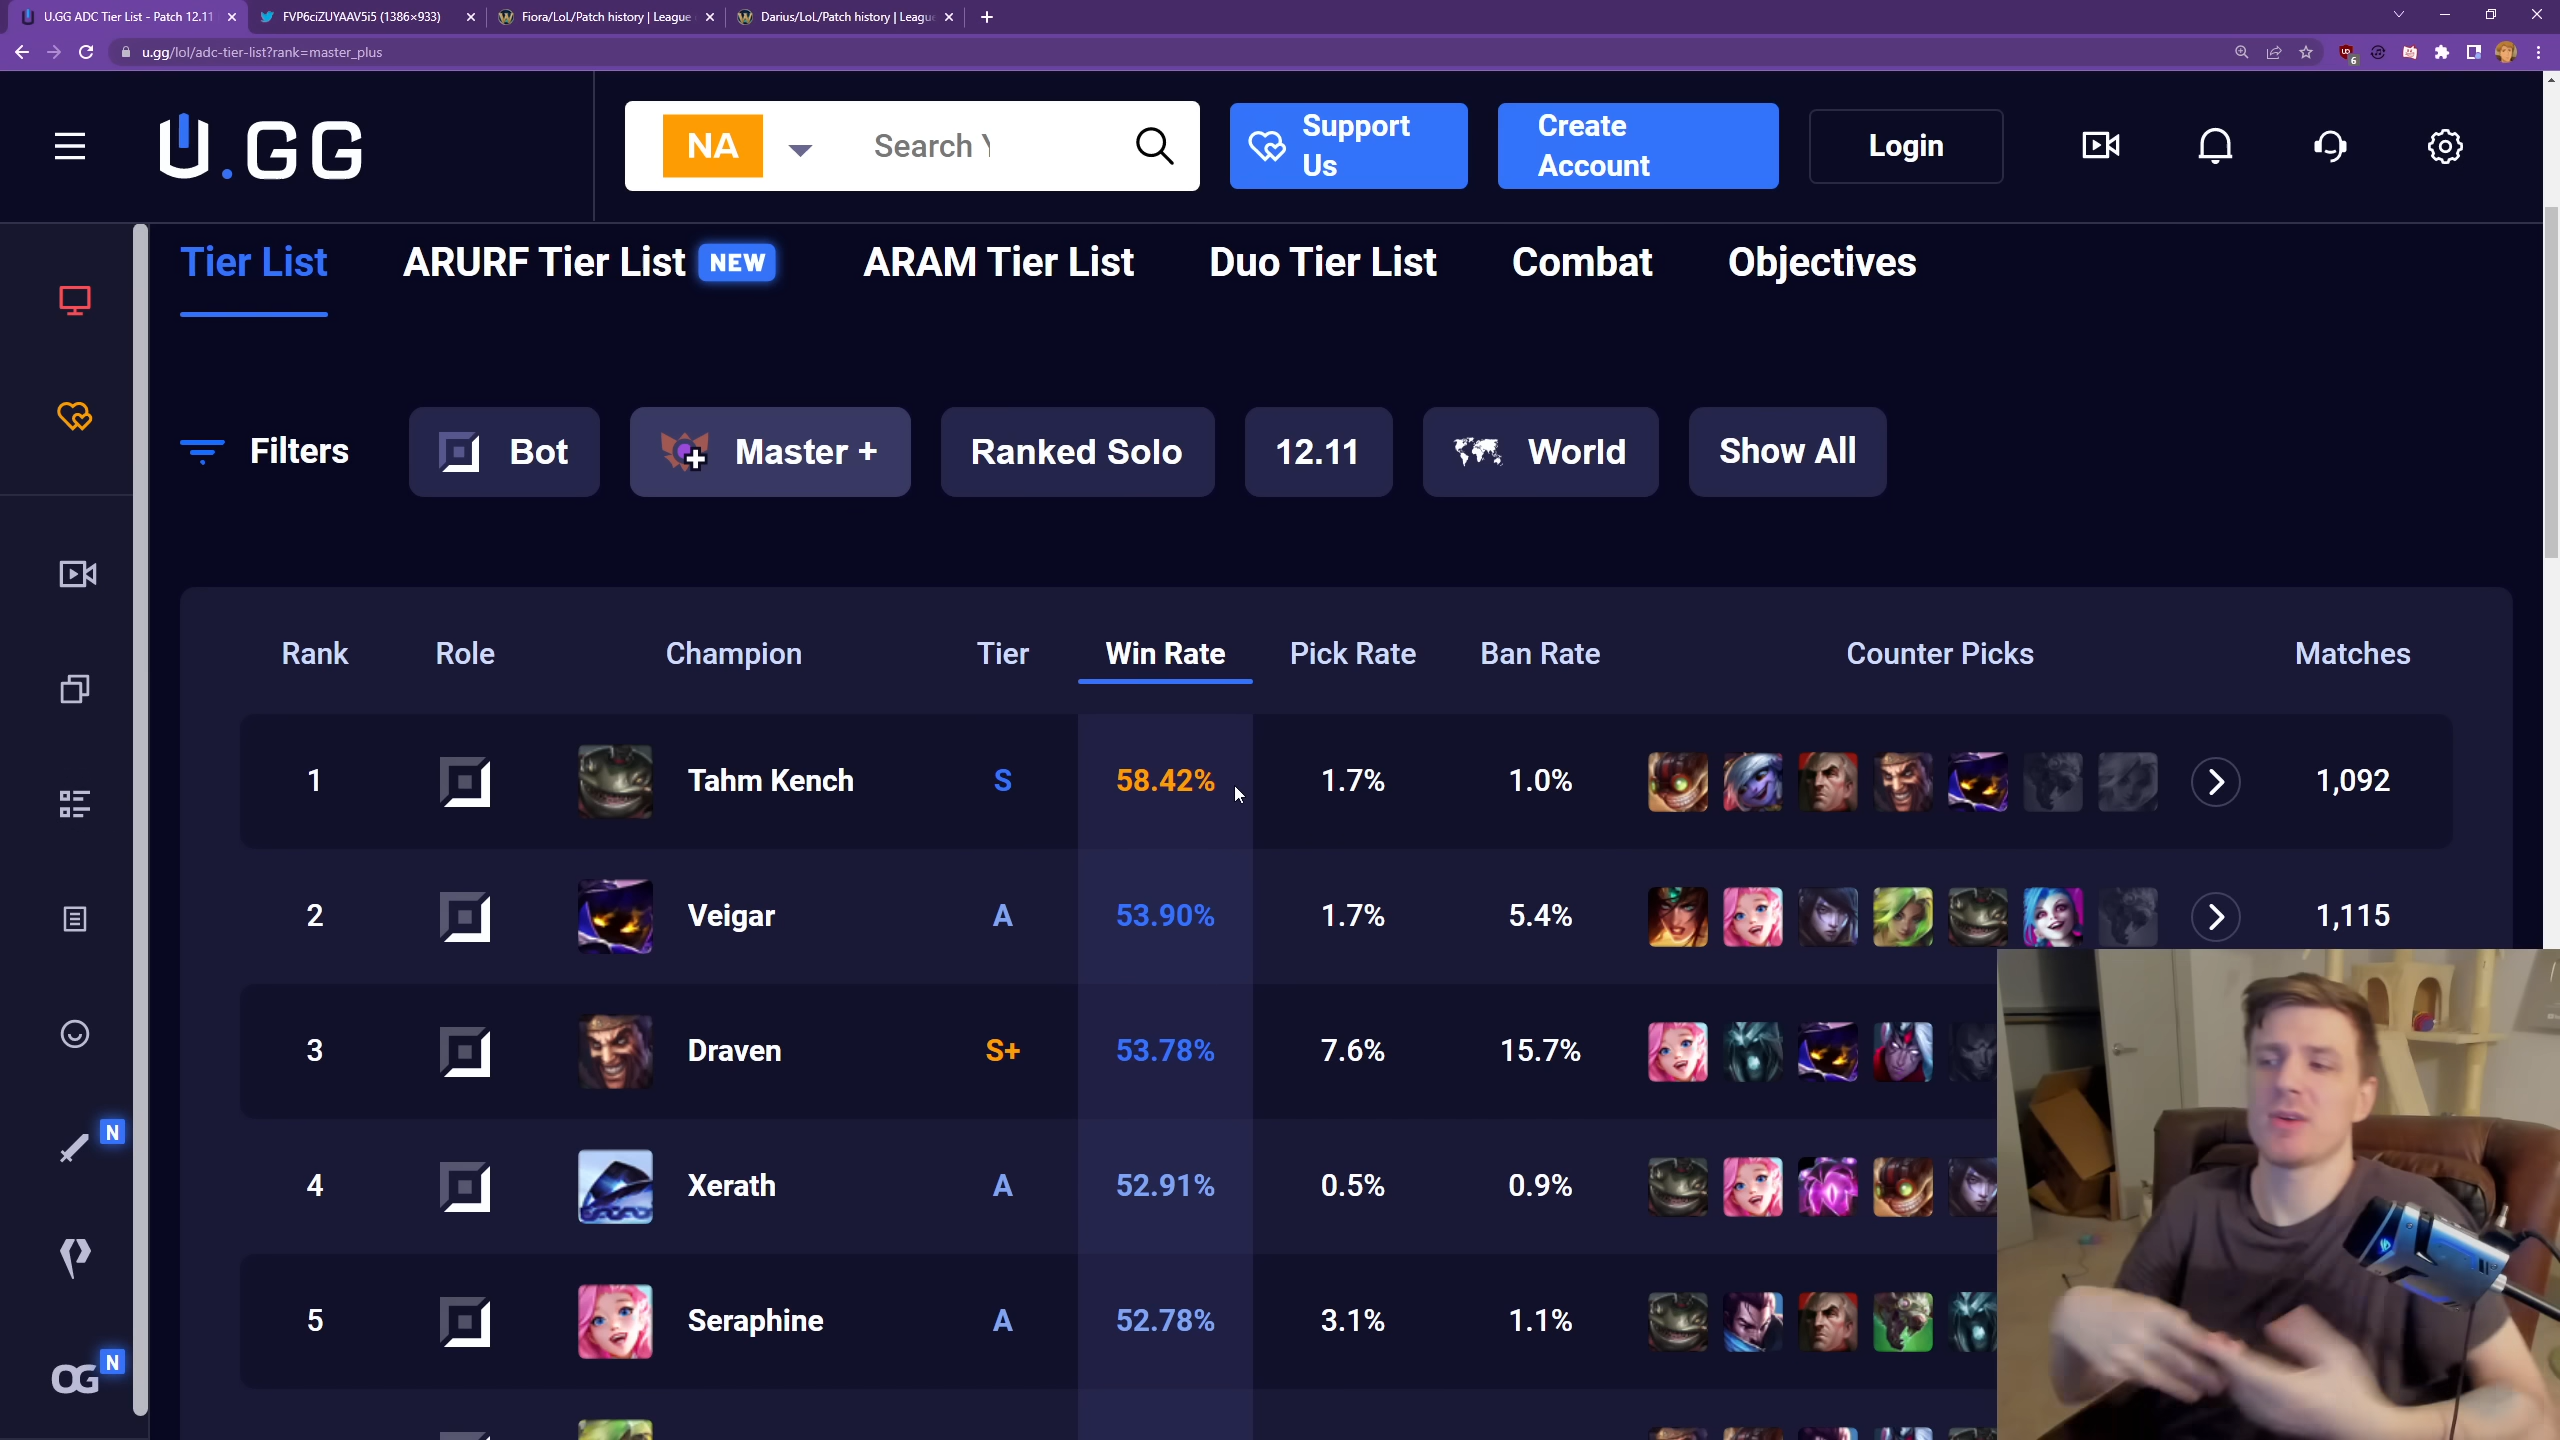 U.GG ADC Tier List - Patch 12.11
FVP6ciZUYAAV5i5 (1386×933)
Fiora/LoL/Patch history | League
Darius/LoL/Patch history | League
u.gg/lol/adc-tier-list?rank=master_plus
6
U.GG
NA
Search Y
Support Us
Create Account
Login
Tier List
ARURF Tier List NEW
ARAM Tier List
Duo Tier List
Combat
Objectives
Filters
Bot
Master +
Ranked Solo
12.11
World
Show All
Rank Role Champion Tier Win Rate Pick Rate Ban Rate Counter Picks Matches
1 Tahm Kench S 58.42% 1.7% 1.0% 1,092
2 Veigar A 53.90% 1.7% 5.4% 1,115
3 Draven S+ 53.78% 7.6% 15.7%
4 Xerath A 52.91% 0.5% 0.9%
5 Seraphine A 52.78% 3.1% 1.1%
N
OG N